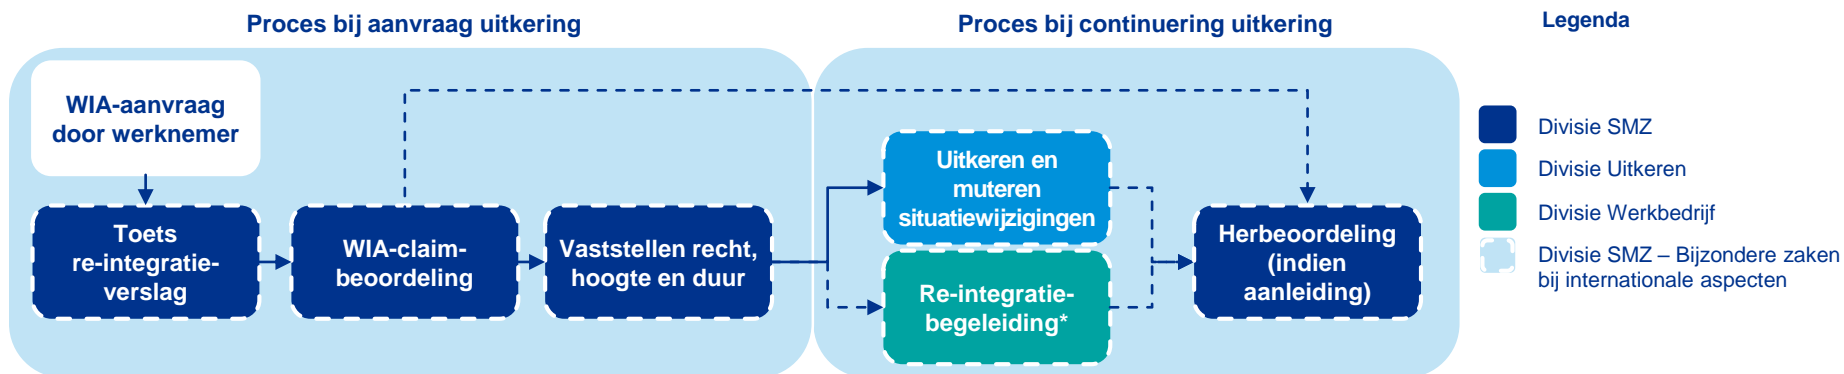 Proces bij aanvraag uitkering
Proces bij continuering uitkering
Legenda
WIA-aanvraag
door werknemer
Toets
re-integratie-
verslag
WIA-claim-
beoordeling
Vaststellen recht,
hoogte en duur
Uitkeren en
muteren
situatiewijzigingen
Re-integratie-
begeleiding*
Herbeoordeling
(indien
aanleiding)
Divisie SMZ
Divisie Uitkeren
Divisie Werkbedrijf
Divisie SMZ – Bijzondere zaken
bij internationale aspecten